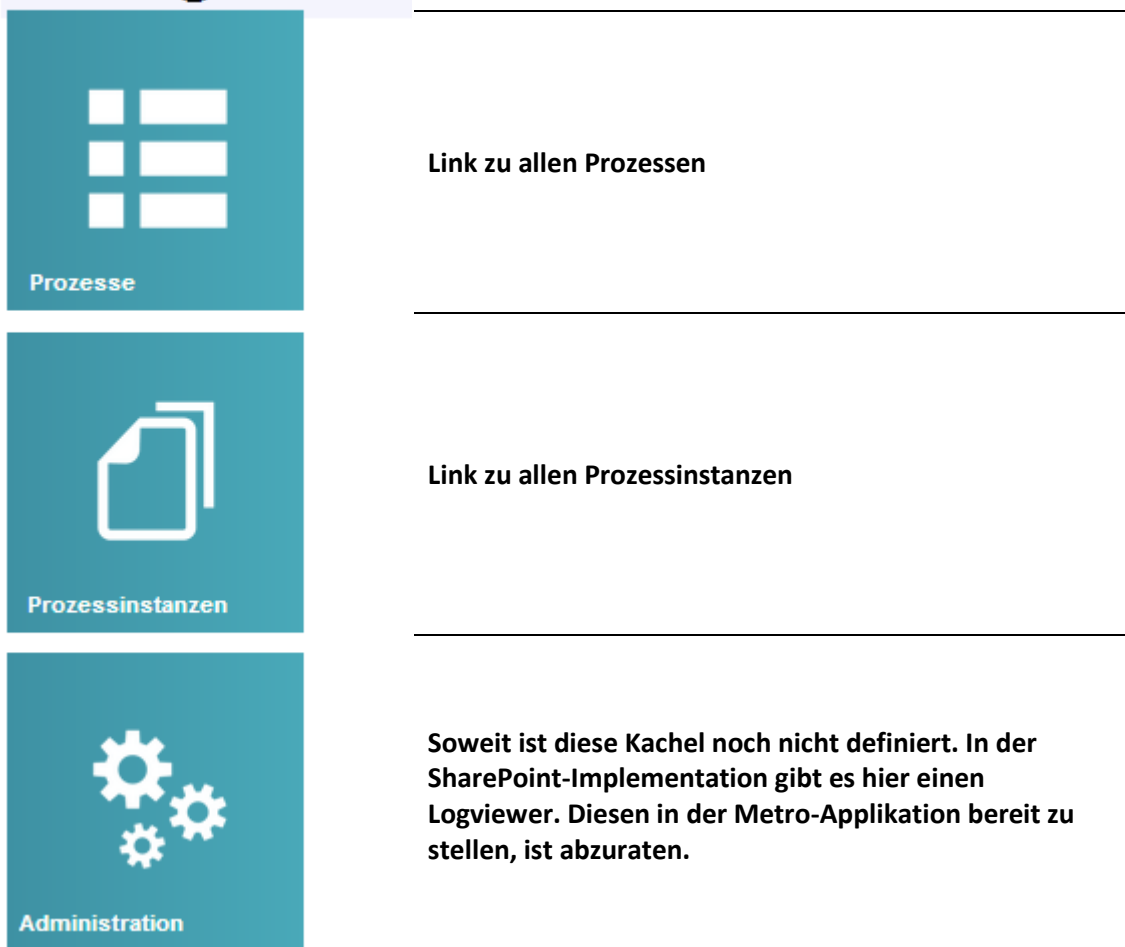 Link zu allen Prozessen
Prozesse
Link zu allen Prozessinstanzen
Prozessinstanzen
Soweit ist diese Kachel noch nicht definiert. In der
SharePoint-Implementation gibt es hier einen
Logviewer. Diesen in der Metro-Applikation bereit zu
stellen, ist abzuraten.
Administration